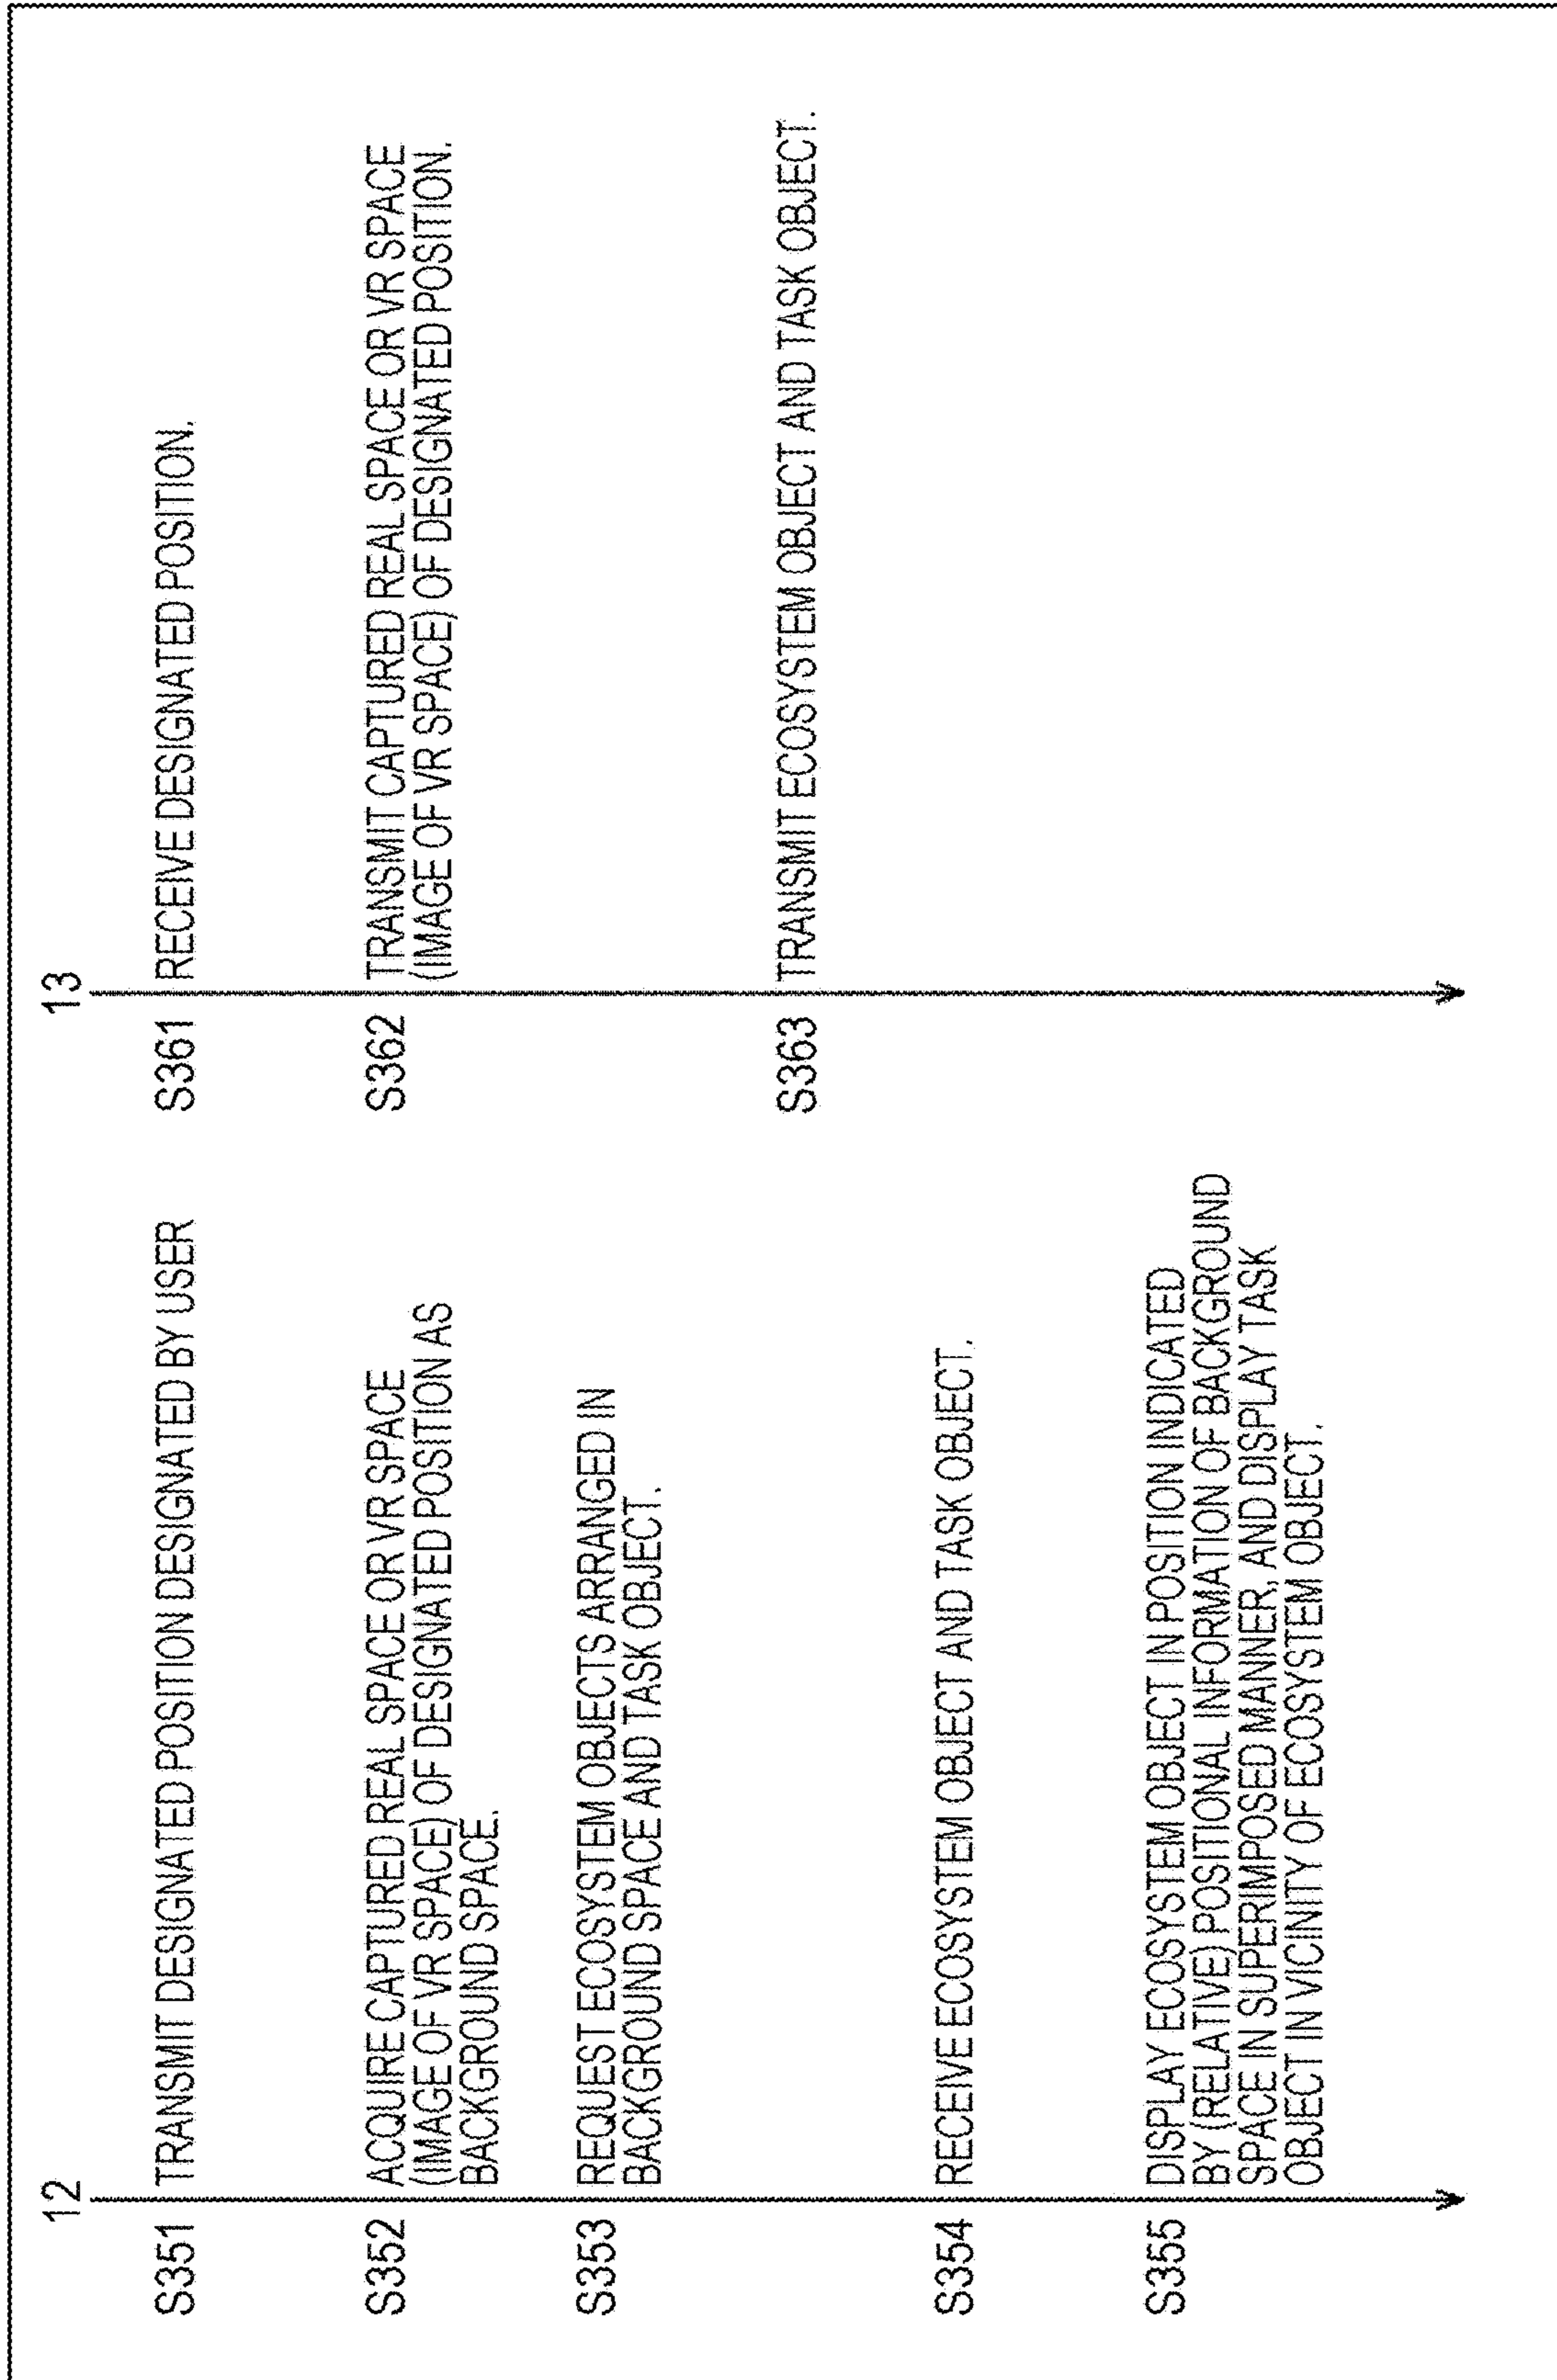 12
S351
TRANSMIT DESIGNATED POSITION DESIGNATED BY USER
S352
ACQUIRE CAPTURED REAL SPACE OR VR SPACE
(IMAGE OF VR SPACE) OF DESIGNATED POSITION AS
BACKGROUND SPACE.
S353
REQUEST ECOSYSTEM OBJECTS ARRANGED IN
BACKGROUND SPACE AND TASK OBJECT.
S354
RECEIVE ECOSYSTEM OBJECT AND TASK OBJECT.
S355
DISPLAY ECOSYSTEM OBJECT IN POSITION INDICATED
BY (RELATIVE) POSITIONAL INFORMATION OF BACKGROUND
SPACE IN SUPERIMPOSED MANNER, AND DISPLAY TASK
OBJECT IN VICINITY OF ECOSYSTEM OBJECT.
13
S361
RECEIVE DESIGNATED POSITION.
S362
TRANSMIT CAPTURED REAL SPACE OR VR SPACE
(IMAGE OF VR SPACE) OF DESIGNATED POSITION.
S363
TRANSMIT ECOSYSTEM OBJECT AND TASK OBJECT.